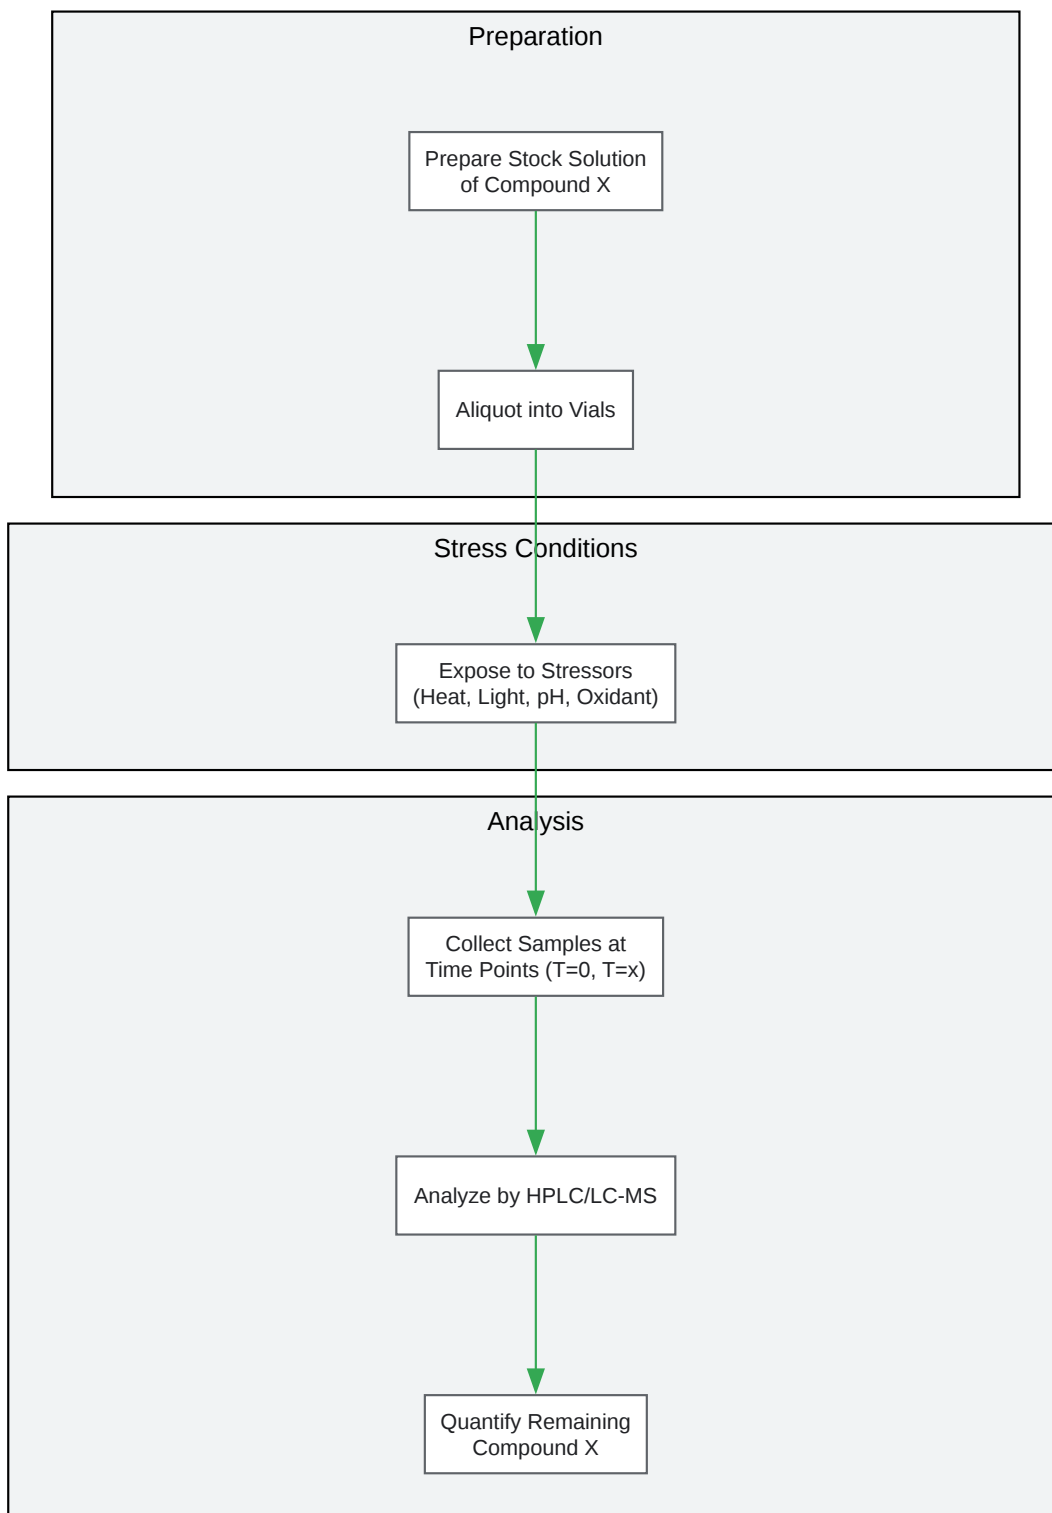 Preparation
Prepare Stock Solution
of Compound X
Aliquot into Vials
Stress Conditions
Expose to Stressors
(Heat, Light, pH, Oxidant)
Analysis
Collect Samples at
Time Points (T=0, T=x)
Analyze by HPLC/LC-MS
Quantify Remaining
Compound X